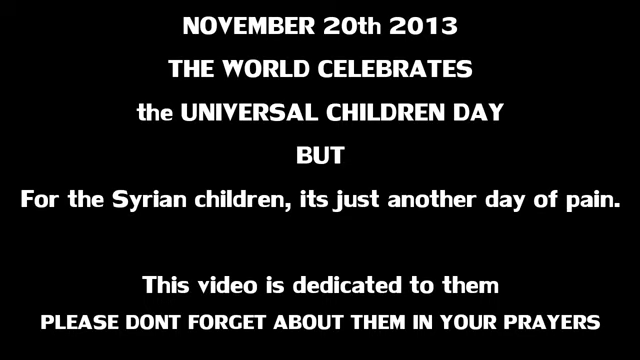 NOVEMBER 20th 2013
THE WORLD CELEBRATES
the UNIVERSAL CHILDREN DAY
BUT
For the Syrian children, its just another day of pain.
This video is dedicated to them
PLEASE DONT FORGET ABOUT THEM IN YOUR PRAYERS